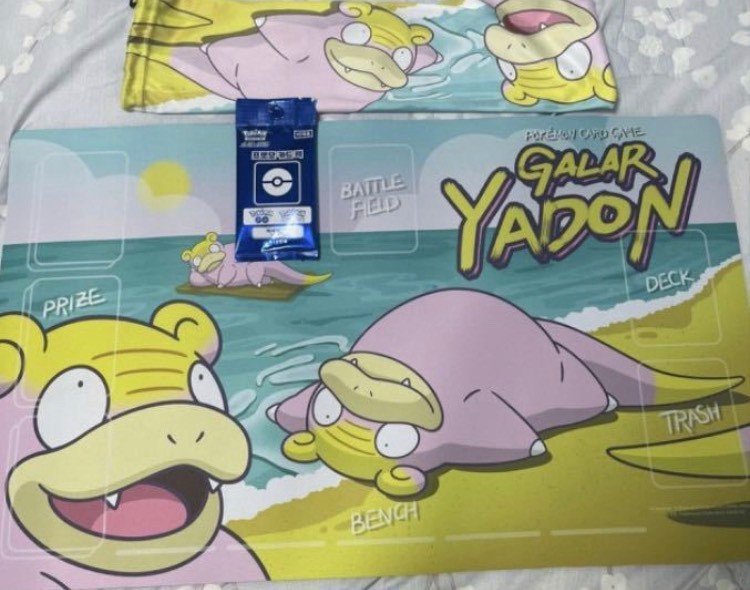 POKÉMON CARD GAME
GALAR
YADON
BATTLE
FIELD
PRIZE
DECK
TRASH
BENCH